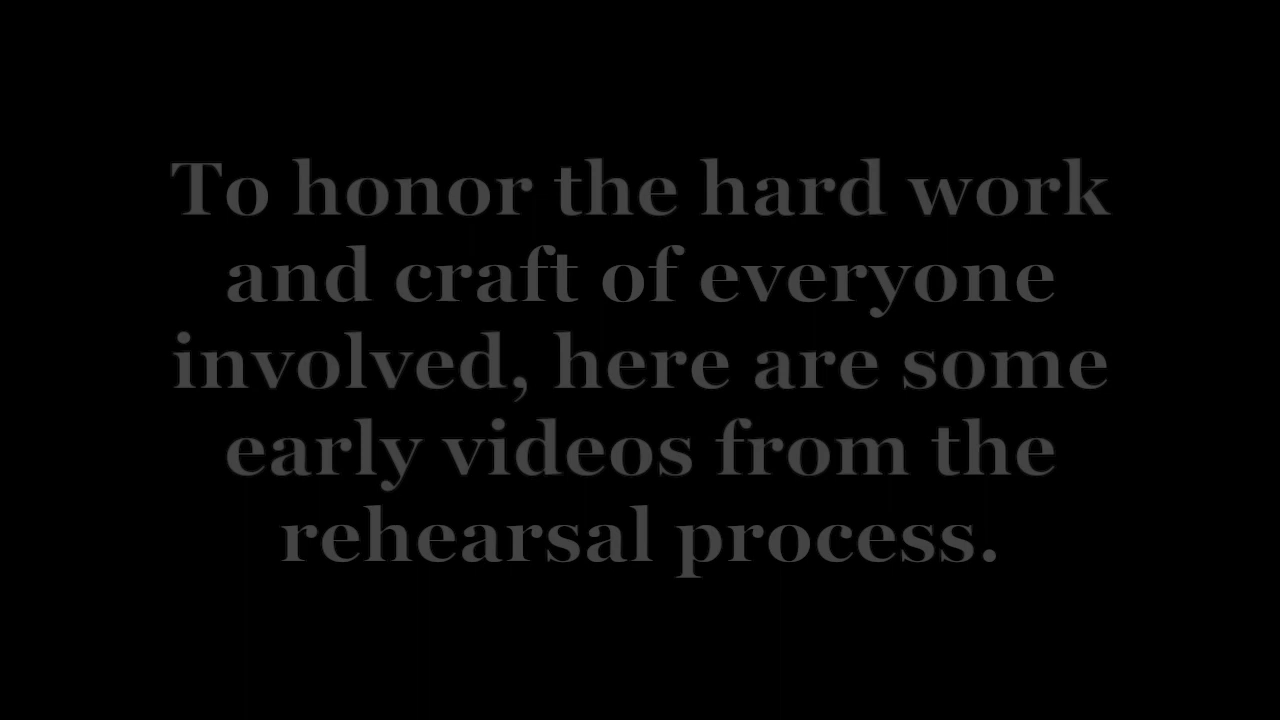 To honor the hard work
and craft of everyone
involved, here are some
early videos from the
rehearsal process.